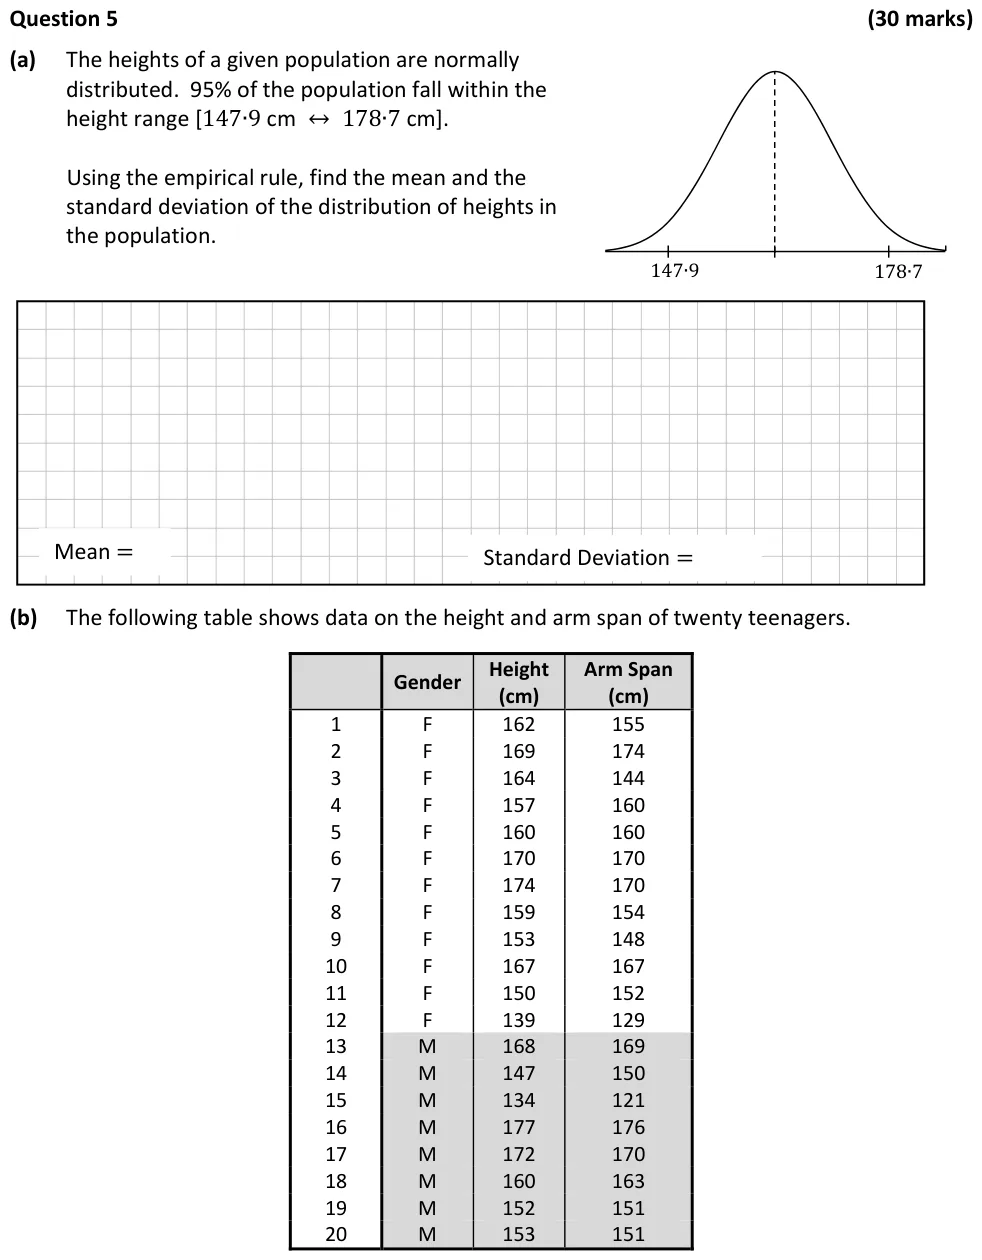 Question 5 (30 marks)
(a) The heights of a given population are normally
distributed. 95% of the population fall within the
height range [147·9 cm ↔ 178·7 cm].
Using the empirical rule, find the mean and the
standard deviation of the distribution of heights in
the population.
147·9 178·7
Mean =
Standard Deviation =
(b) The following table shows data on the height and arm span of twenty teenagers.
Gender Height (cm) Arm Span (cm)
1 F 162 155
2 F 169 174
3 F 164 144
4 F 157 160
5 F 160 160
6 F 170 170
7 F 174 170
8 F 159 154
9 F 153 148
10 F 167 167
11 F 150 152
12 F 139 129
13 M 168 169
14 M 147 150
15 M 134 121
16 M 177 176
17 M 172 170
18 M 160 163
19 M 152 151
20 M 153 151